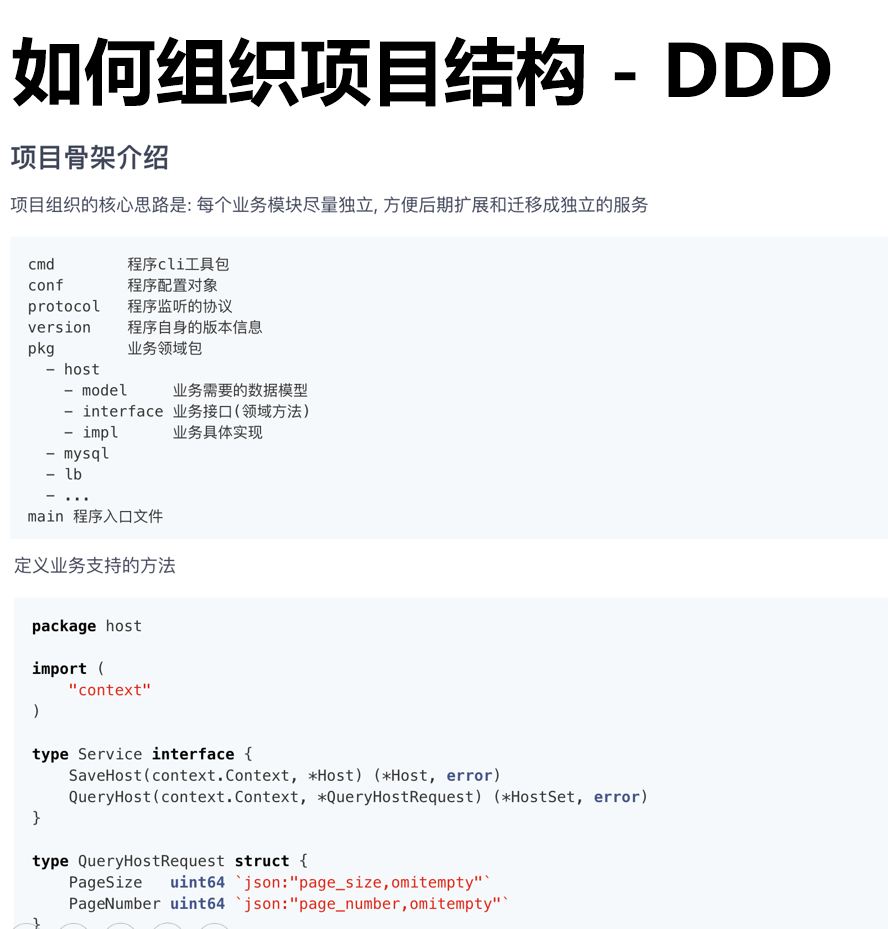 如何组织项目结构 - DDD
项目骨架介绍
项目组织的核心思路是: 每个业务模块尽量独立, 方便后期扩展和迁移成独立的服务
cmd        程序cli工具包
conf       程序配置对象
protocol   程序监听的协议
version    程序自身的版本信息
pkg        业务领域包
  - host
    - model     业务需要的数据模型
    - interface 业务接口(领域方法)
    - impl      业务具体实现
  - mysql
  - lb
  - ...
main 程序入口文件
定义业务支持的方法
package host
import (
    "context"
)
type Service interface {
    SaveHost(context.Context, *Host) (*Host, error)
    QueryHost(context.Context, *QueryHostRequest) (*HostSet, error)
}
type QueryHostRequest struct {
    PageSize   uint64 `json:"page_size,omitempty"`
    PageNumber uint64 `json:"page_number,omitempty"`
}